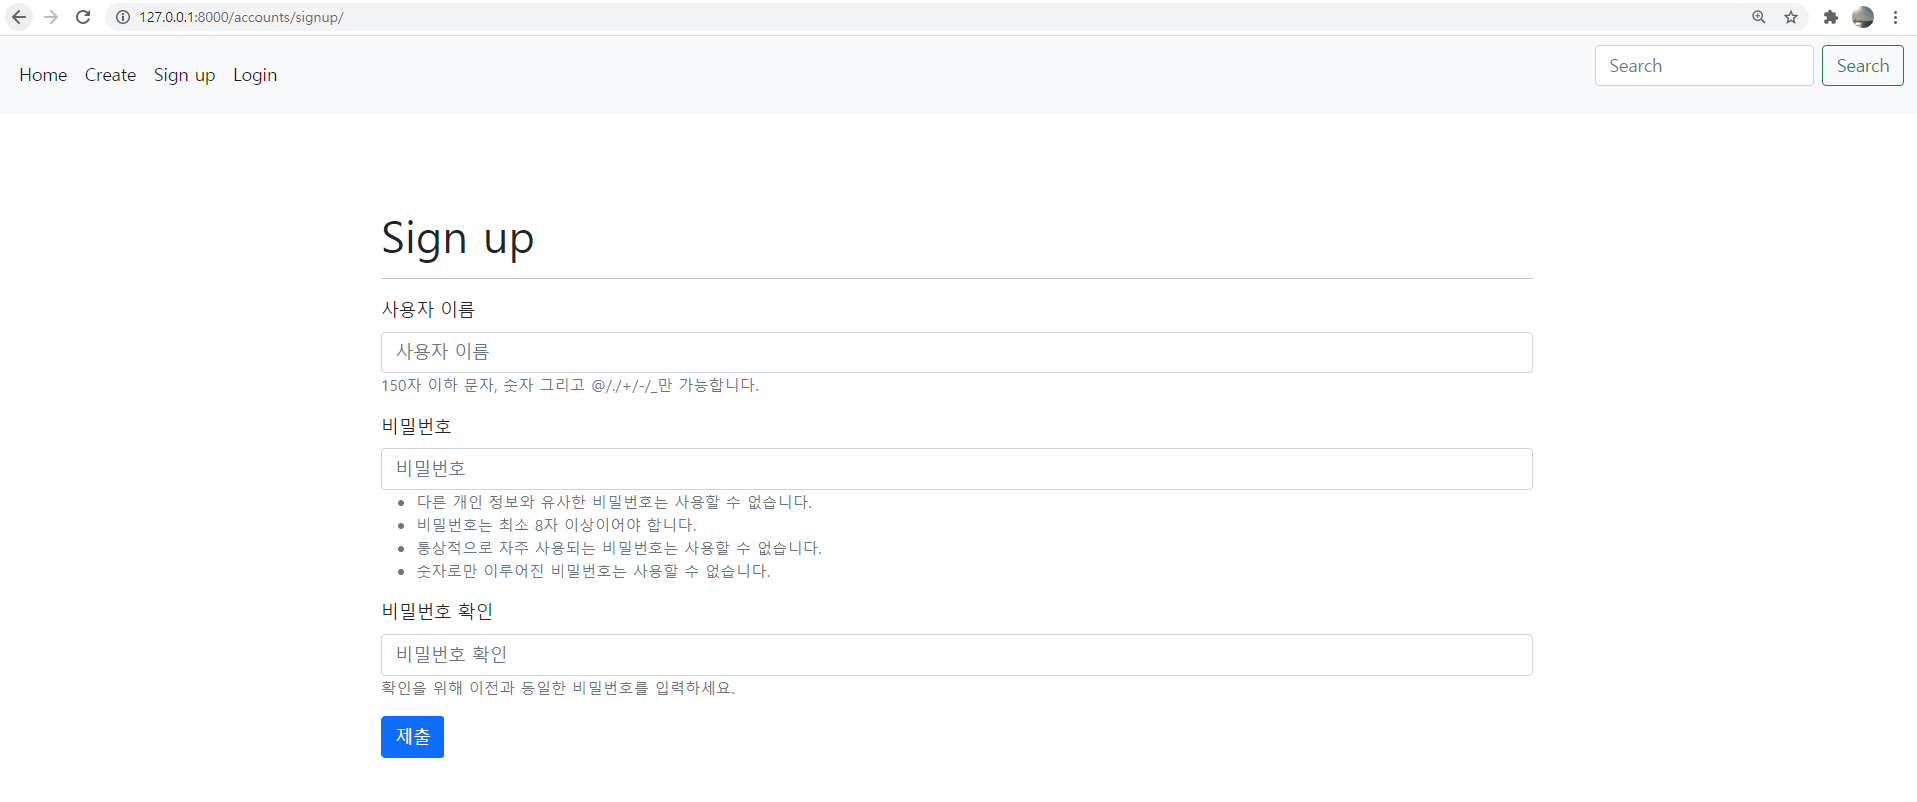 127.0.0.1:8000/accounts/signup/
Home Create Sign up Login Search Search
Sign up
사용자 이름
사용자 이름
150자 이하 문자, 숫자 그리고 @/./+/-/_만 가능합니다.
비밀번호
비밀번호
• 다른 개인 정보와 유사한 비밀번호는 사용할 수 없습니다.
• 비밀번호는 최소 8자 이상이어야 합니다.
• 통상적으로 자주 사용되는 비밀번호는 사용할 수 없습니다.
• 숫자로만 이루어진 비밀번호는 사용할 수 없습니다.
비밀번호 확인
비밀번호 확인
확인을 위해 이전과 동일한 비밀번호를 입력하세요.
제출